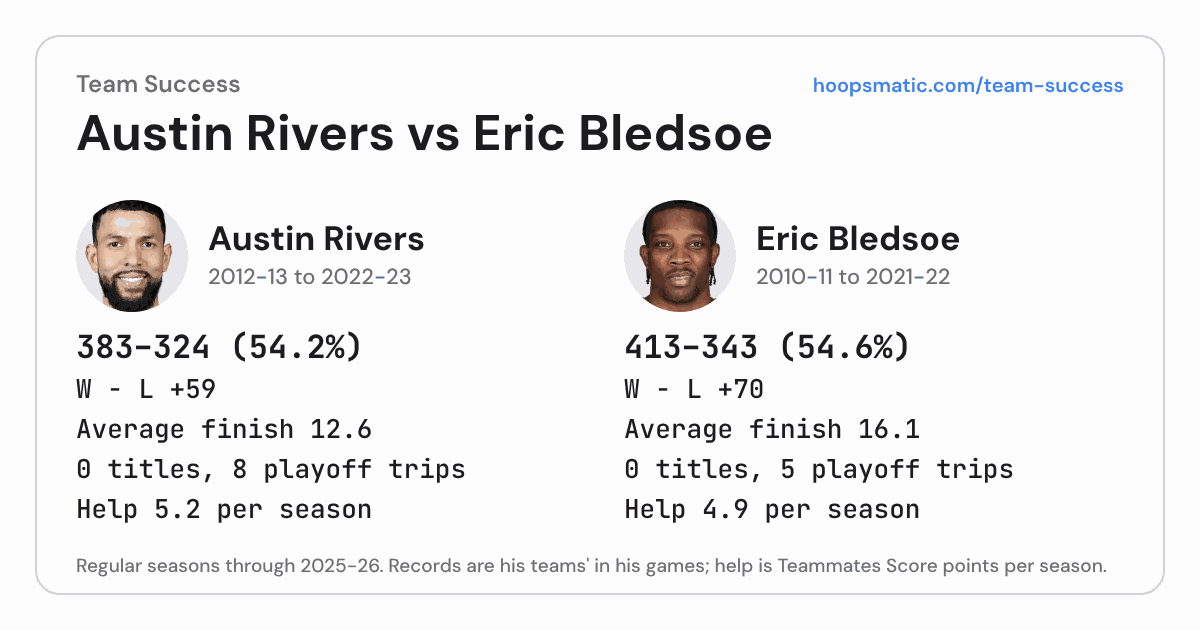 Team Success
hoopsmatic.com/team-success
Austin Rivers vs Eric Bledsoe
Austin Rivers
2012-13 to 2022-23
383-324 (54.2%)
W - L +59
Average finish 12.6
0 titles, 8 playoff trips
Help 5.2 per season
Eric Bledsoe
2010-11 to 2021-22
413-343 (54.6%)
W - L +70
Average finish 16.1
0 titles, 5 playoff trips
Help 4.9 per season
Regular seasons through 2025-26. Records are his teams' in his games; help is Teammates Score points per season.